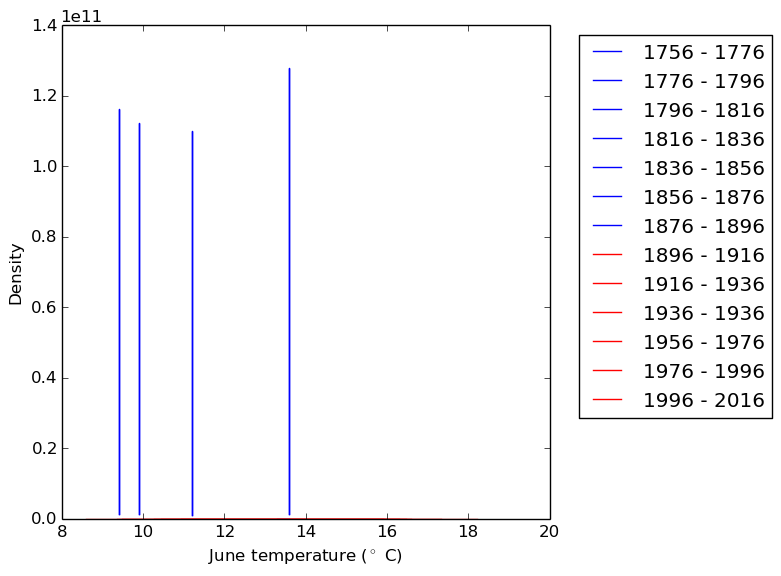 1e11
1.4
1.2
1.0
0.8
0.6
0.4
0.2
0.0
8
10
12
14
16
18
20
Density
June temperature (° C)
1756 - 1776
1776 - 1796
1796 - 1816
1816 - 1836
1836 - 1856
1856 - 1876
1876 - 1896
1896 - 1916
1916 - 1936
1936 - 1936
1956 - 1976
1976 - 1996
1996 - 2016